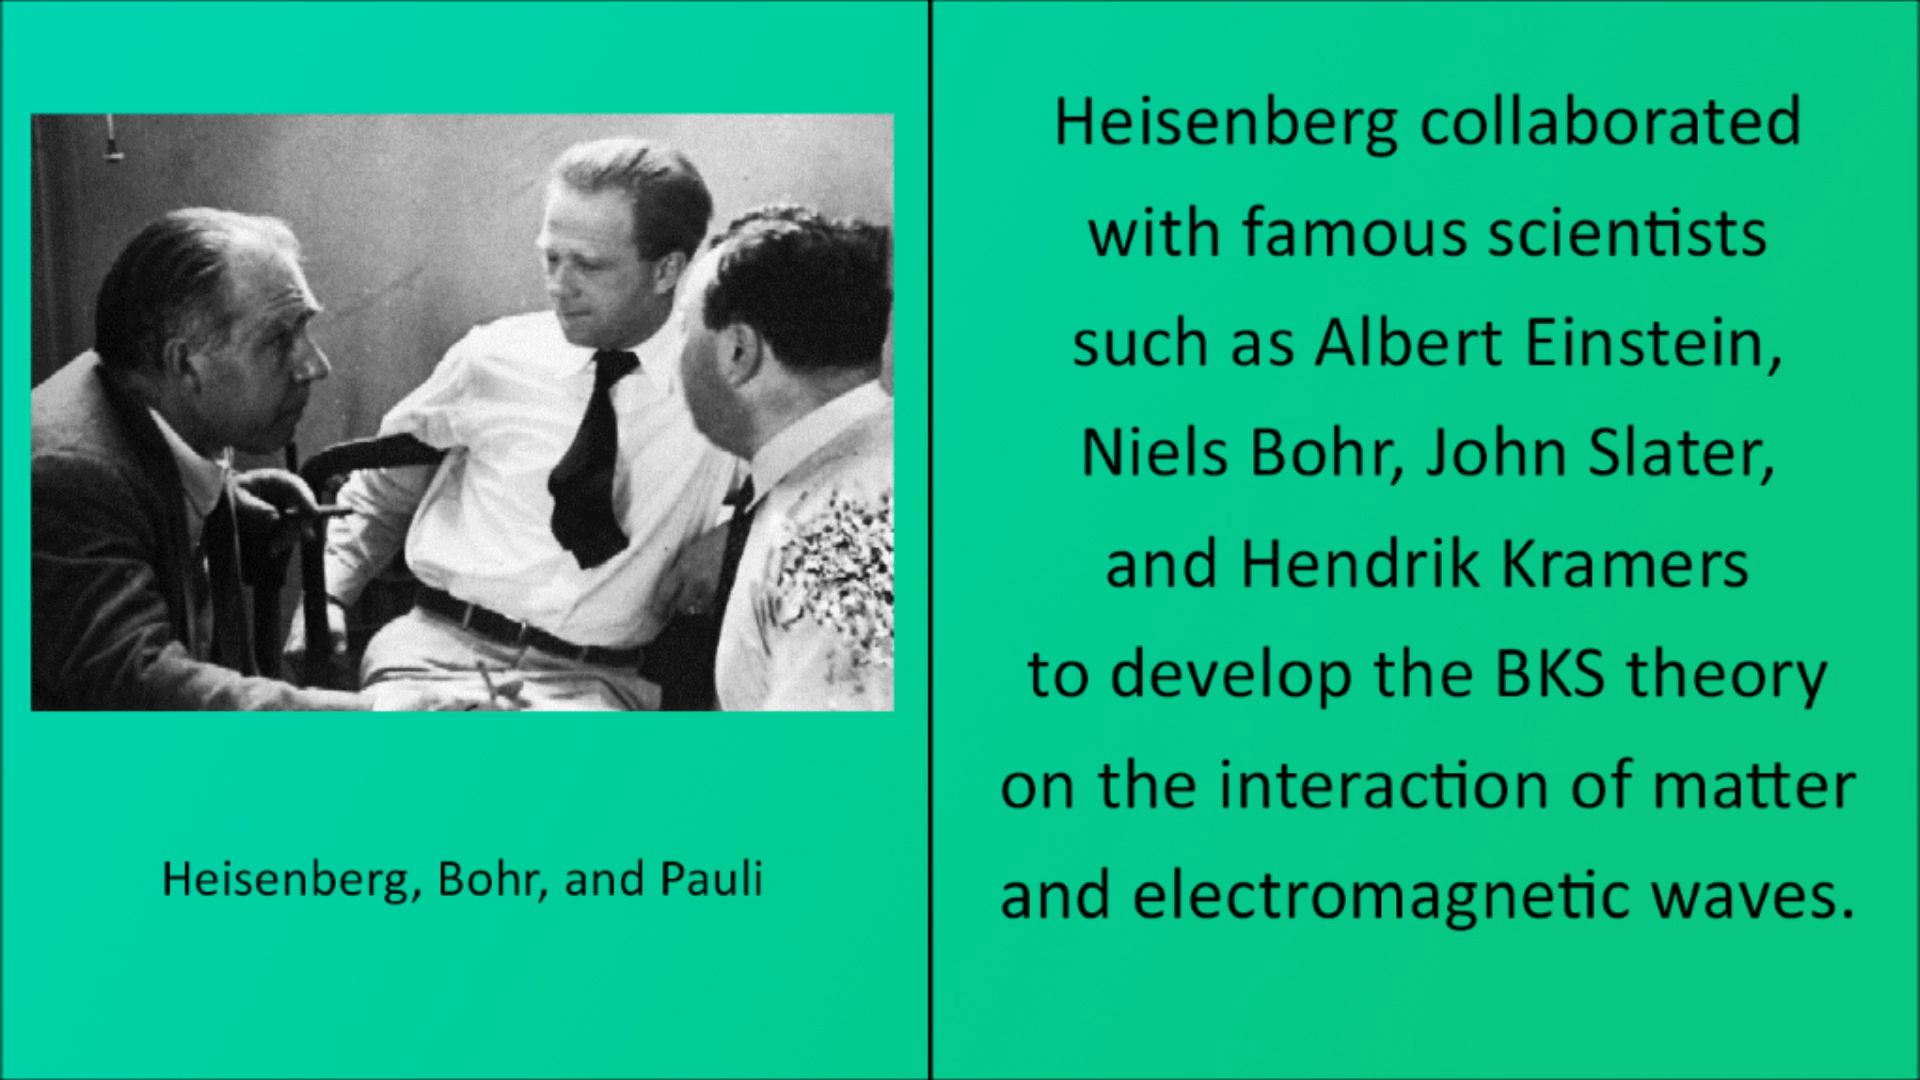 Heisenberg, Bohr, and Pauli
Heisenberg collaborated
with famous scientists
such as Albert Einstein,
Niels Bohr, John Slater,
and Hendrik Kramers
to develop the BKS theory
on the interaction of matter
and electromagnetic waves.